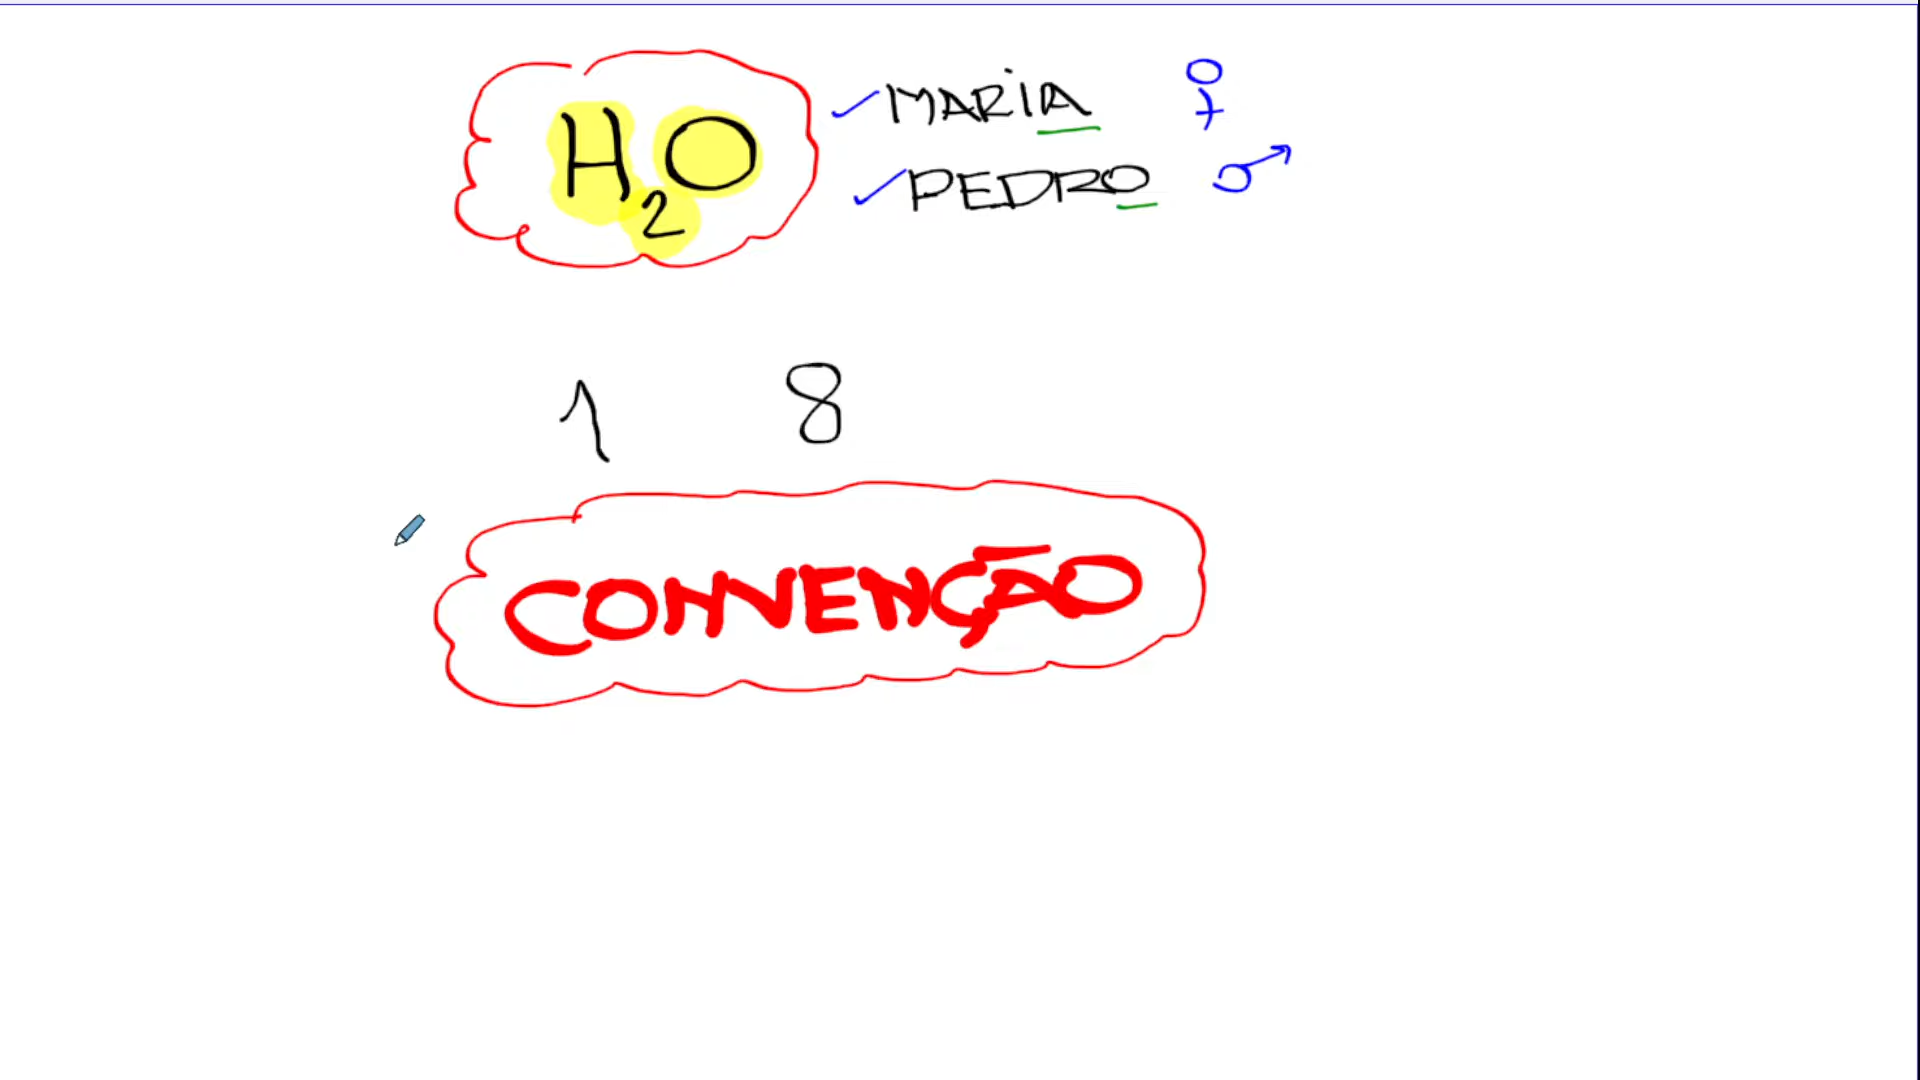 H₂O
MARIA ♀
PEDRO ♂
1 8
CONVENÇÃO